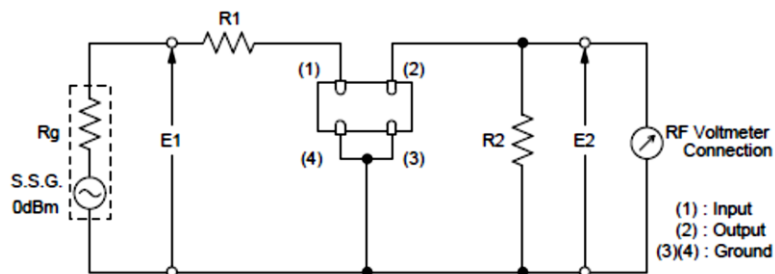 R1
(1)
(2)
Rg
E1
R2
E2
RF Voltmeter
Connection
(4)
(3)
S.S.G.
0dBm
(1) : Input
(2) : Output
(3)(4) : Ground